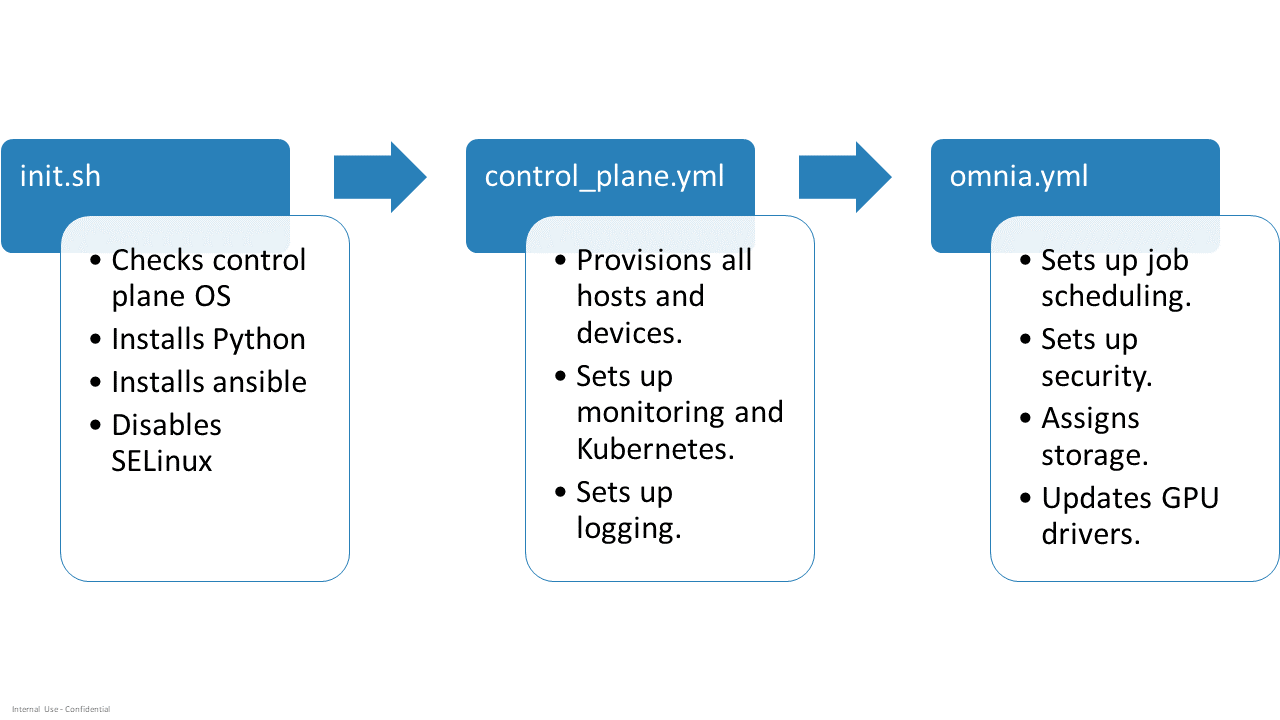 init.sh
• Checks control
plane OS
• Installs Python
• Installs ansible
• Disables
SELinux
control_plane.yml
• Provisions all
hosts and
devices.
• Sets up
monitoring and
Kubernetes.
• Sets up
logging.
omnia.yml
• Sets up job
scheduling.
• Sets up
security.
• Assigns
storage.
• Updates GPU
drivers.
Internal Use - Confidential